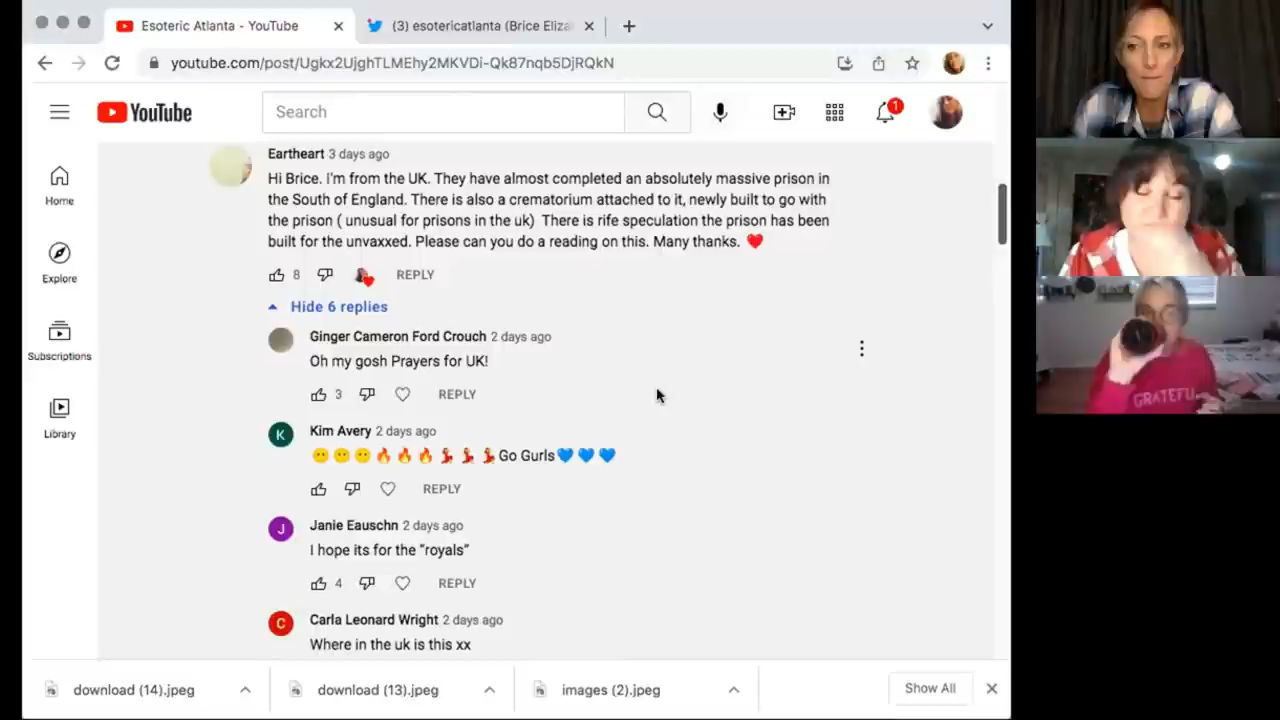 Esoteric Atlanta - YouTube
(3) esotericatlanta (Brice Eliza
youtube.com/post/Ugkx2UjghTLMEhy2MKVDi-Qk87nqb5DjRQkN
YouTube
Search
1
Home
Explore
Subscriptions
Library
Eartheart 3 days ago
Hi Brice. I'm from the UK. They have almost completed an absolutely massive prison in
the South of England. There is also a crematorium attached to it, newly built to go with
the prison ( unusual for prisons in the uk)  There is rife speculation the prison has been
built for the unvaxxed. Please can you do a reading on this. Many thanks. ❤️
8 REPLY
Hide 6 replies
Ginger Cameron Ford Crouch 2 days ago
Oh my gosh Prayers for UK!
3 REPLY
K
Kim Avery 2 days ago
😶😶😶🔥🔥🔥💃💃💃Go Gurls💙💙💙
REPLY
J
Janie Eauschn 2 days ago
I hope its for the “royals”
4 REPLY
C
Carla Leonard Wright 2 days ago
Where in the uk is this xx
download (14).jpeg
download (13).jpeg
images (2).jpeg
Show All
GRATEFU